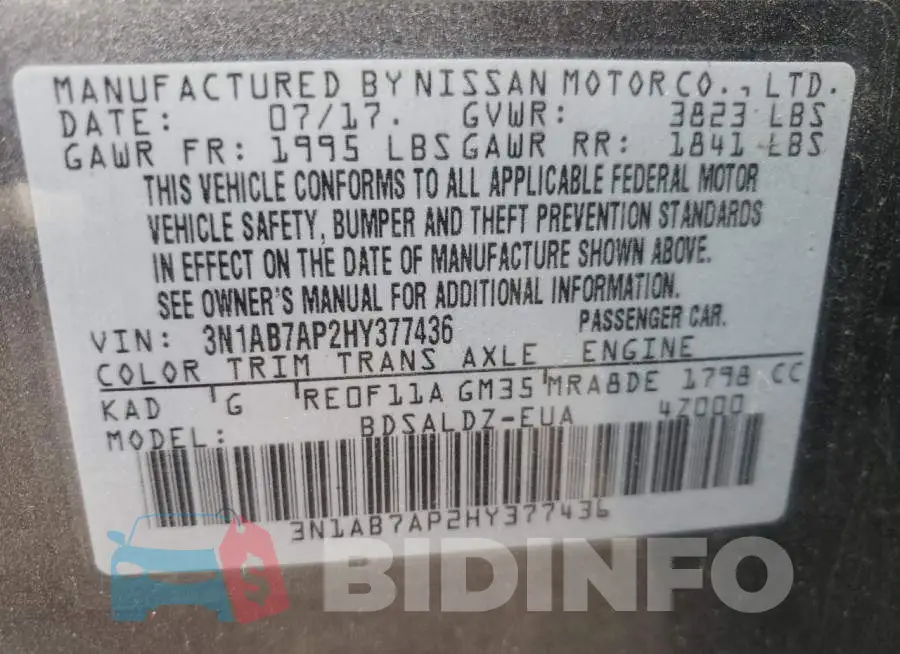 MANUFACTURED BY NISSAN MOTOR CO., LTD.
DATE: 07/17. GVWR: 3823 LBS
GAWR FR: 1995 LBS GAWR RR: 1841 LBS
THIS VEHICLE CONFORMS TO ALL APPLICABLE FEDERAL MOTOR
VEHICLE SAFETY, BUMPER AND THEFT PREVENTION STANDARDS
IN EFFECT ON THE DATE OF MANUFACTURE SHOWN ABOVE.
SEE OWNER'S MANUAL FOR ADDITIONAL INFORMATION.
VIN: 3N1AB7AP2HY377436 PASSENGER CAR.
COLOR TRIM TRANS AXLE ENGINE
KAD G RE0F11A GM35 MRA8DE 1798 CC
MODEL: BDSALDZ-EUA 47000
3N1AB7AP2HY377436
$ BIDINFO